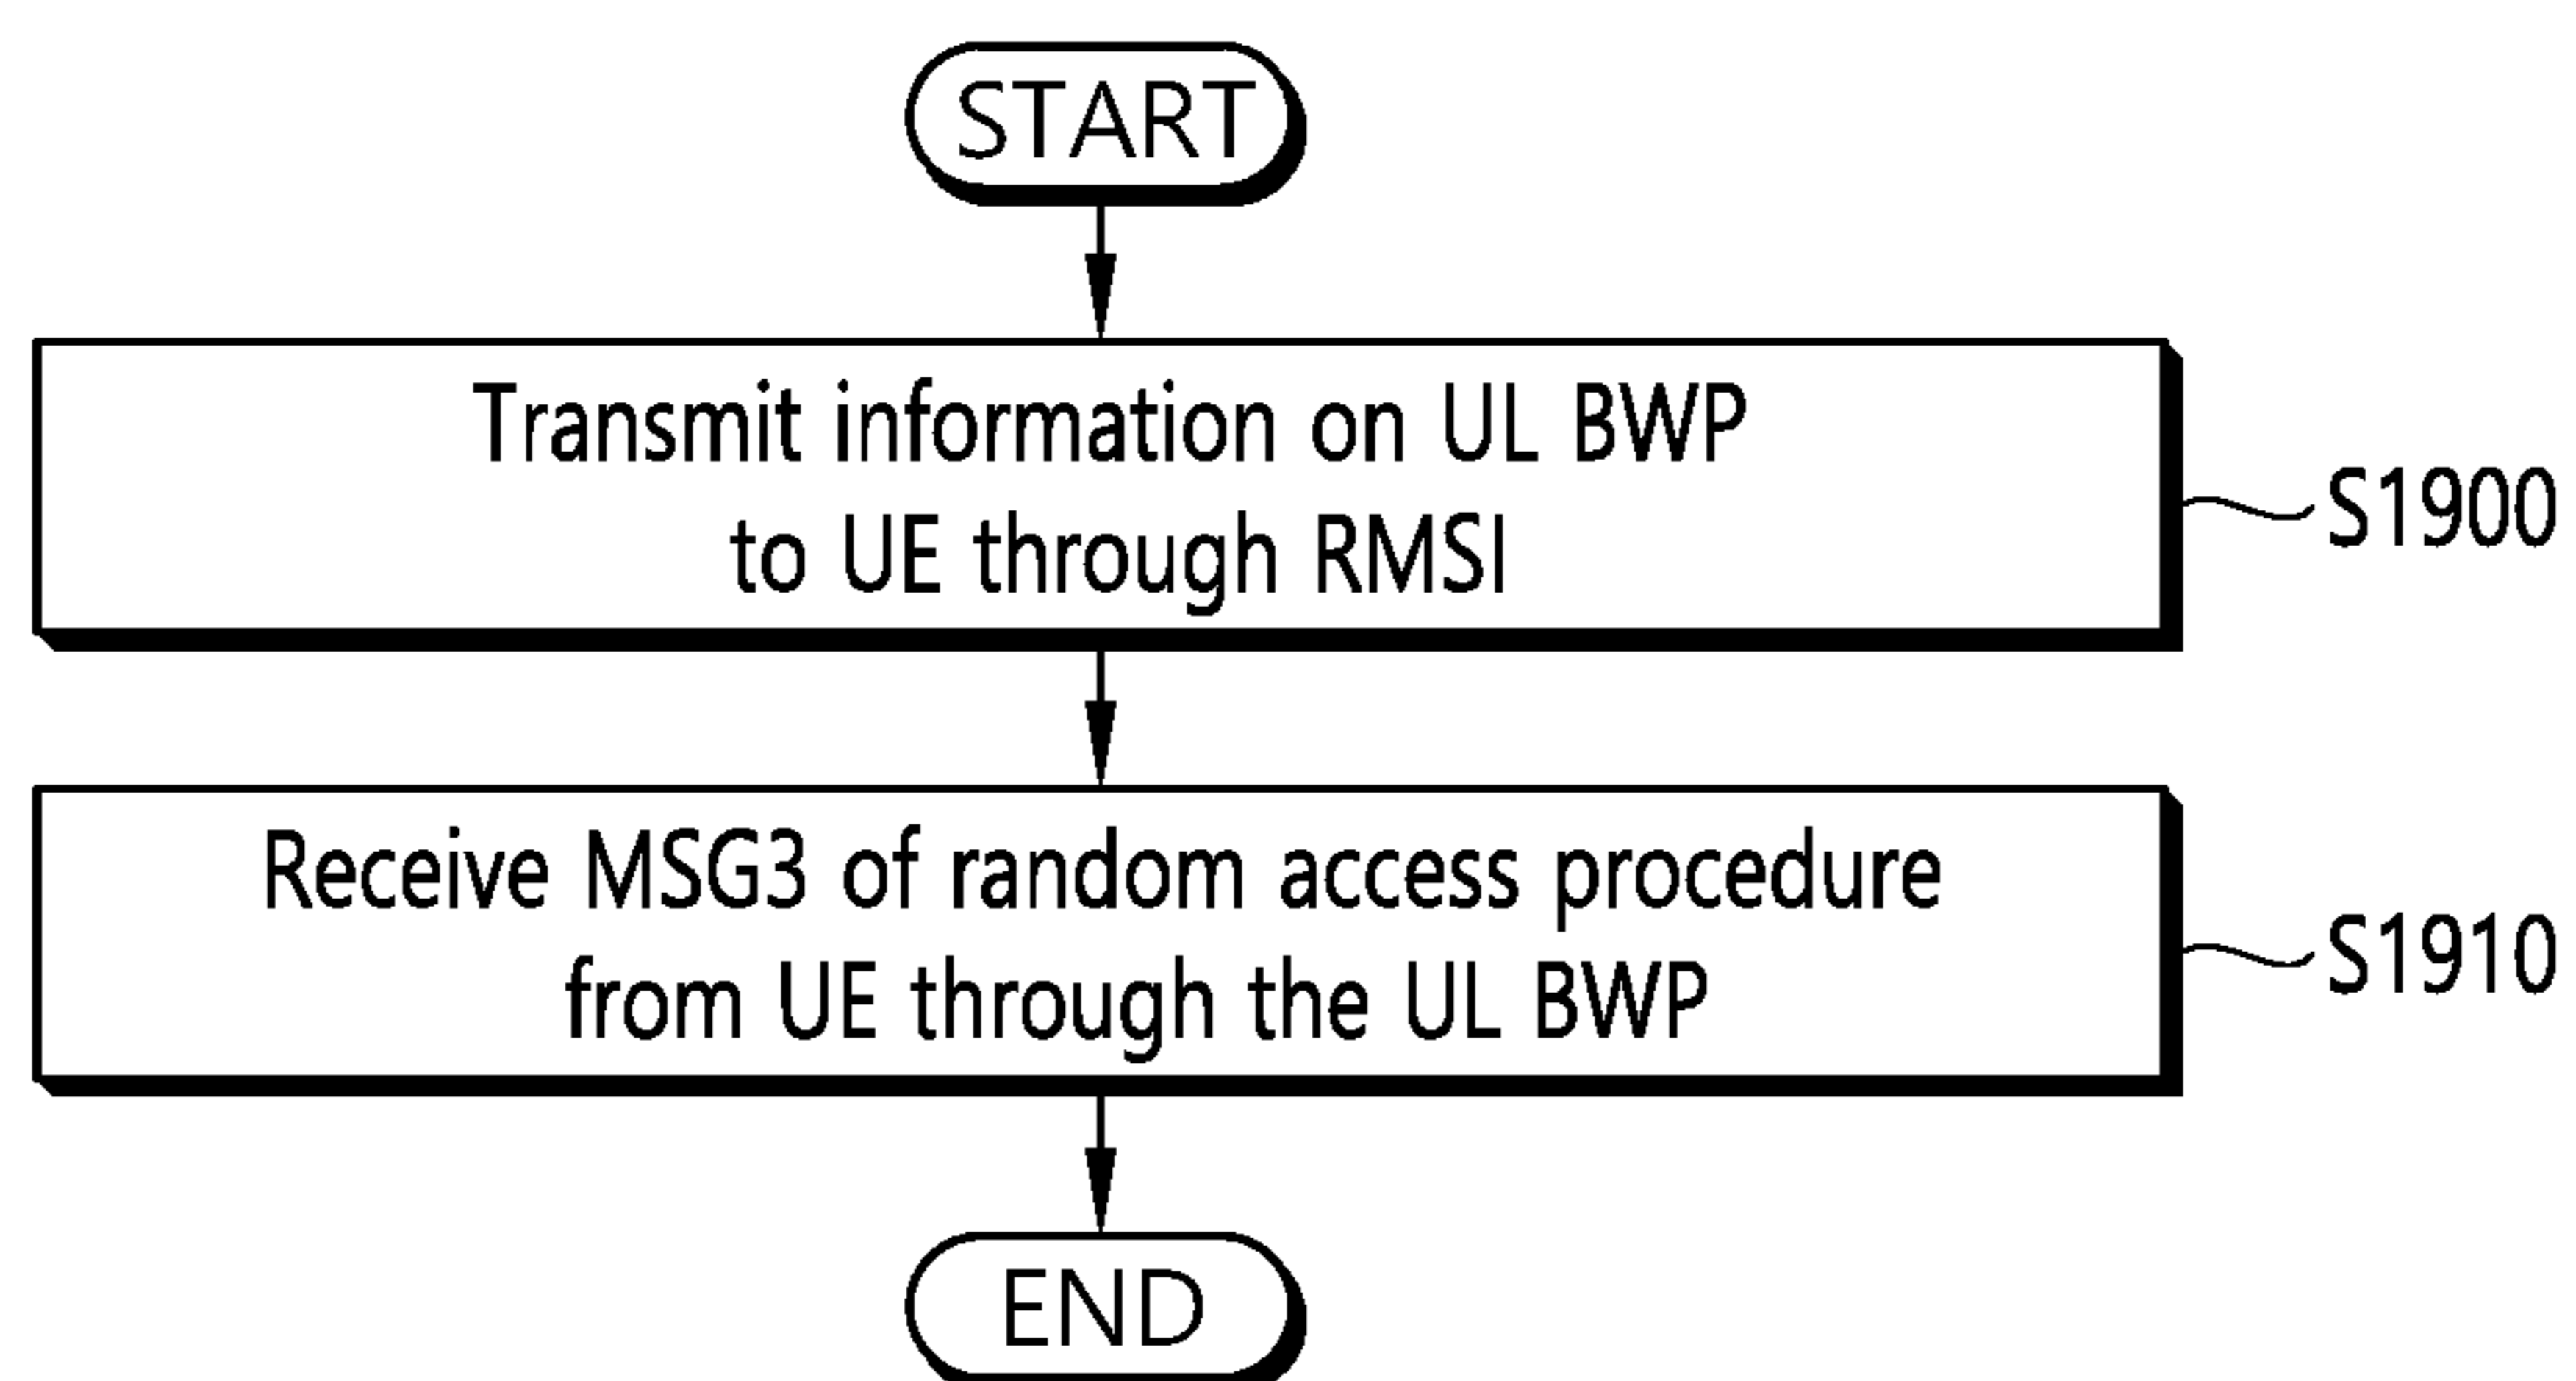 START
Transmit information on UL BWP
to UE through RMSI
S1900
Receive MSG3 of random access procedure
from UE through the UL BWP
S1910
END